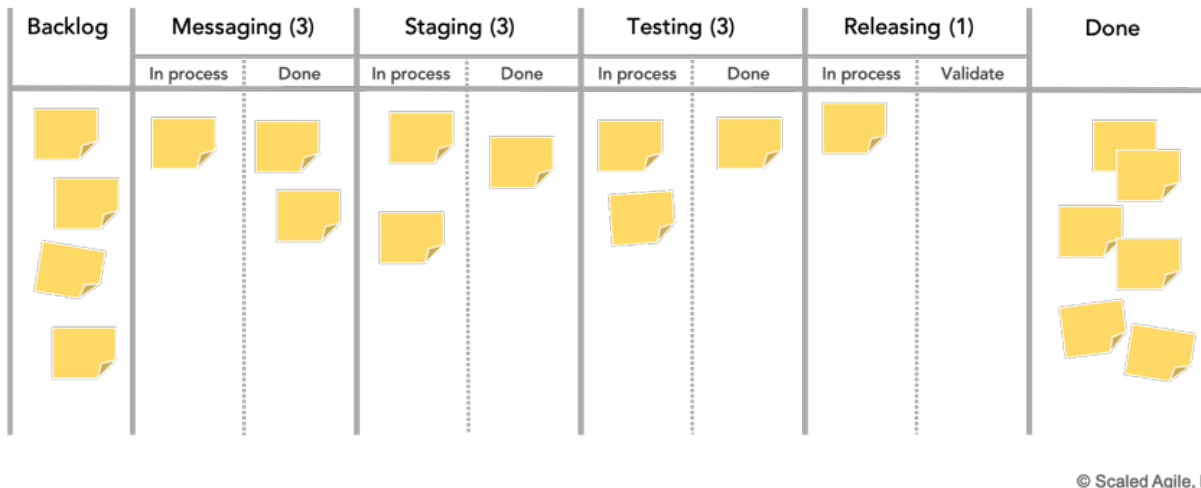 Backlog
Messaging (3)
Staging (3)
Testing (3)
Releasing (1)
Done
In process
Done
In process
Done
In process
Done
In process
Validate
© Scaled Agile,